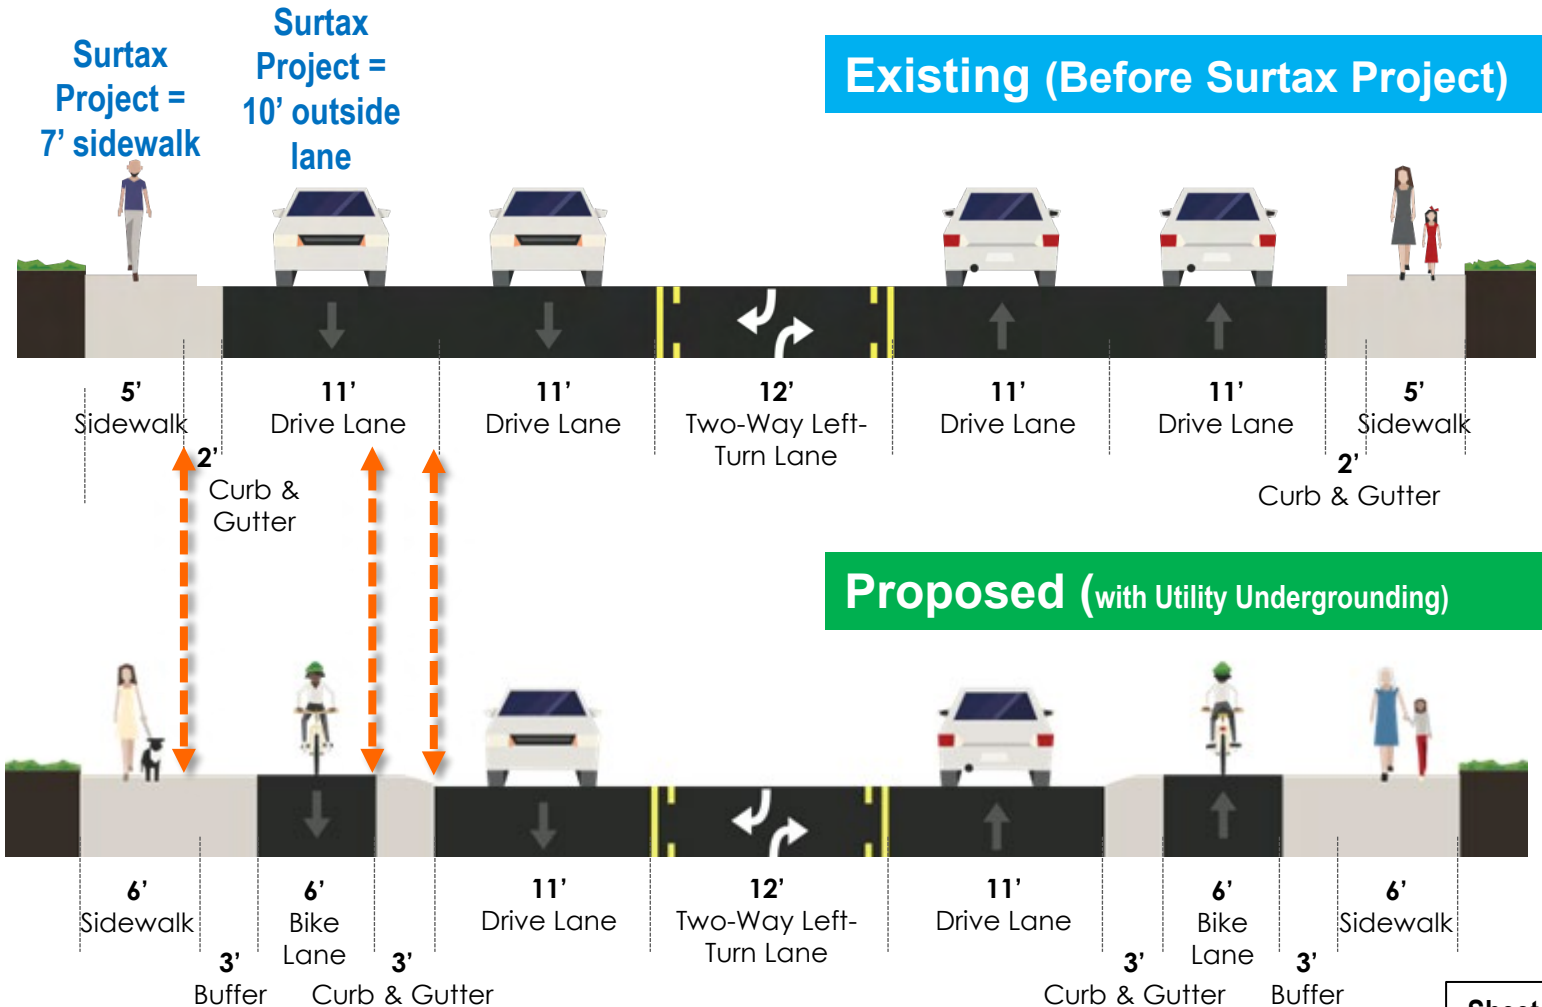 Surtax
Project =
7’ sidewalk
Surtax
Project =
10’ outside
lane
Existing (Before Surtax Project)
5’
Sidewalk
2’
Curb &
Gutter
11’
Drive Lane
11’
Drive Lane
12’
Two-Way Left-
Turn Lane
11’
Drive Lane
11’
Drive Lane
2’
Curb & Gutter
5’
Sidewalk
Proposed (with Utility Undergrounding)
6’
Sidewalk
3’
Buffer
6’
Bike
Lane
3’
Curb & Gutter
11’
Drive Lane
12’
Two-Way Left-
Turn Lane
11’
Drive Lane
3’
Curb & Gutter
6’
Bike
Lane
3’
Buffer
6’
Sidewalk